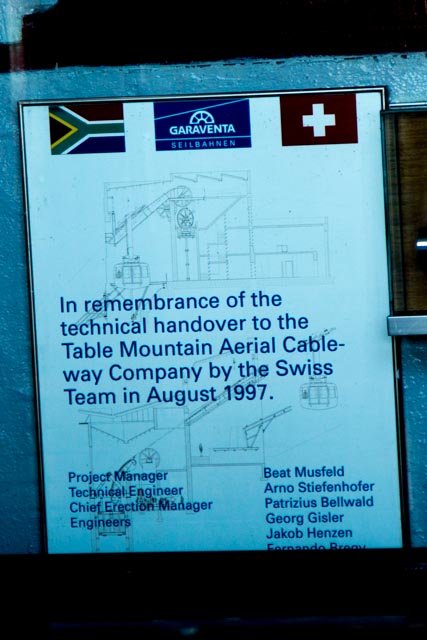 GARAVENTA
SEILBAHNEN
In remembrance of the
technical handover to the
Table Mountain Aerial Cable-
way Company by the Swiss
Team in August 1997.
Project Manager Beat Musfeld
Technical Engineer Arno Stiefenhofer
Chief Erection Manager Patrizius Bellwald
Engineers Georg Gisler
Jakob Henzen
Fernando Bregy